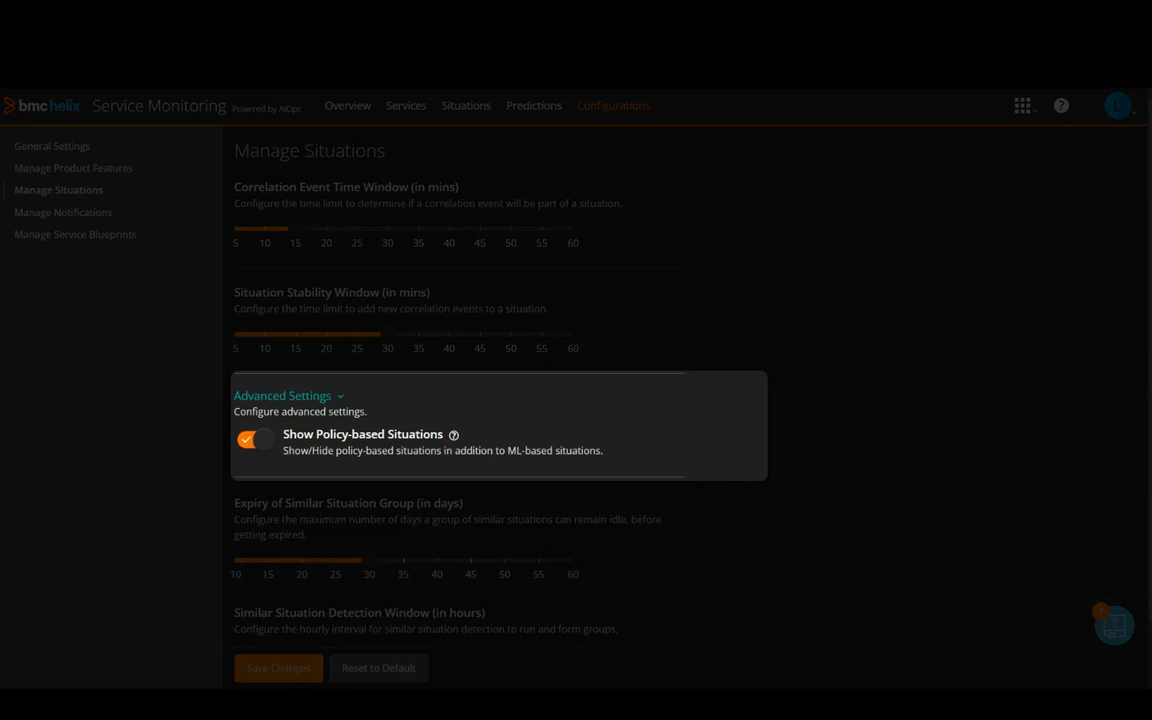 bmc helix Service Monitoring Powered by AIOps Overview Services Situations Predictions Configurations ? L
General Settings
Manage Product Features
Manage Situations
Manage Notifications
Manage Service Blueprints
Manage Situations
Correlation Event Time Window (in mins)
Configure the time limit to determine if a correlation event will be part of a situation.
5 10 15 20 25 30 35 40 45 50 55 60
Situation Stability Window (in mins)
Configure the time limit to add new correlation events to a situation.
5 10 15 20 25 30 35 40 45 50 55 60
Advanced Settings
Configure advanced settings.
Show Policy-based Situations ?
Show/Hide policy-based situations in addition to ML-based situations.
Expiry of Similar Situation Group (in days)
Configure the maximum number of days a group of similar situations can remain idle, before
getting expired.
10 15 20 25 30 35 40 45 50 55 60
Similar Situation Detection Window (in hours)
Configure the hourly interval for similar situation detection to run and form groups.
7
?
Save Changes Reset to Default